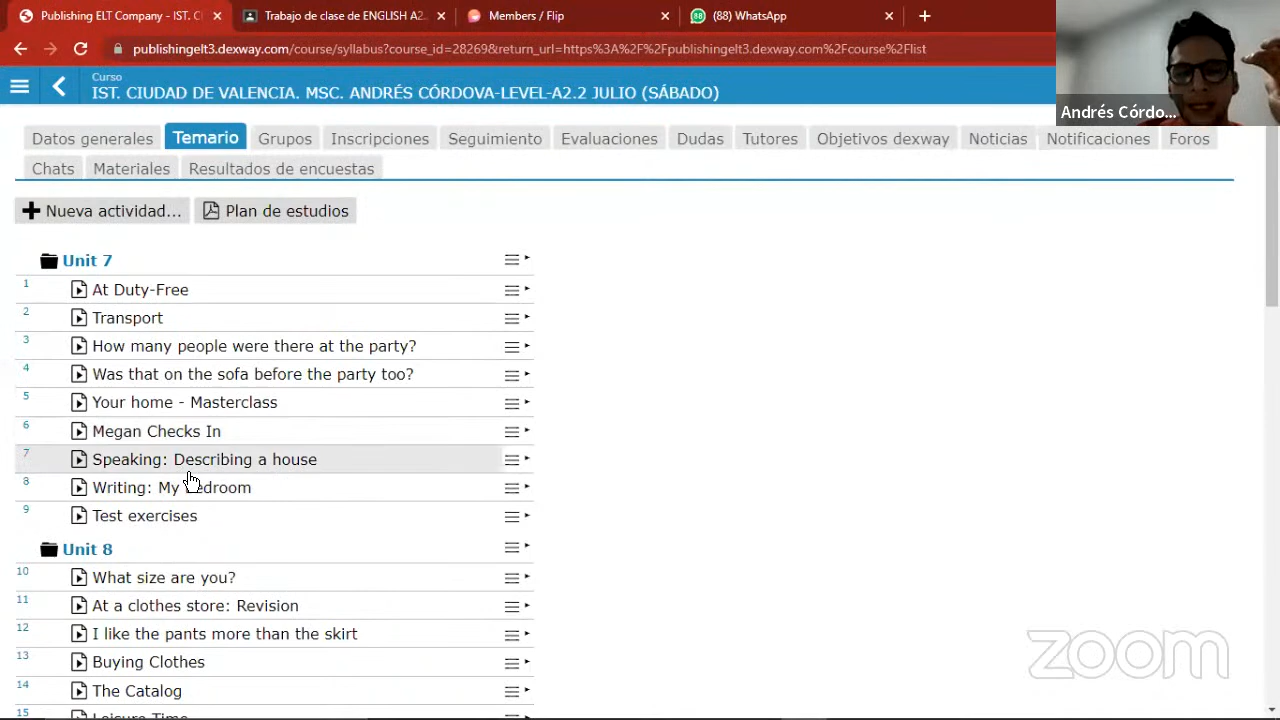 Publishing ELT Company - IST. C
Trabajo de clase de ENGLISH A2.
Members / Flip
(88) WhatsApp
publishingelt3.dexway.com/course/syllabus?course_id=28269&return_url=https%3A%2F%2Fpublishingelt3.dexway.com%2Fcourse%2Flist
Curso
IST. CIUDAD DE VALENCIA. MSC. ANDRÉS CÓRDOVA-LEVEL-A2.2 JULIO (SÁBADO)
Andrés Córdo...
Datos generales Temario Grupos Inscripciones Seguimiento Evaluaciones Dudas Tutores Objetivos dexway Noticias Notificaciones Foros
Chats Materiales Resultados de encuestas
Nueva actividad... Plan de estudios
Unit 7
1 At Duty-Free
2 Transport
3 How many people were there at the party?
4 Was that on the sofa before the party too?
5 Your home - Masterclass
6 Megan Checks In
7 Speaking: Describing a house
8 Writing: My bedroom
9 Test exercises
Unit 8
10 What size are you?
11 At a clothes store: Revision
12 I like the pants more than the skirt
13 Buying Clothes
14 The Catalog
15 Leisure Time
zoom